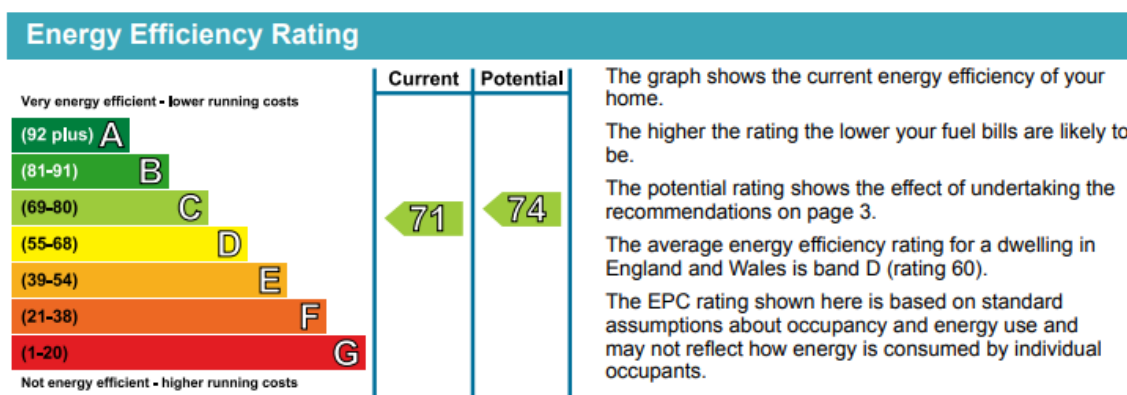 Energy Efficiency Rating
Current
Potential
Very energy efficient - lower running costs
(92 plus) A
(81-91) B
(69-80) C
(55-68) D
(39-54) E
(21-38) F
(1-20) G
Not energy efficient - higher running costs
71
74
The graph shows the current energy efficiency of your
home.
The higher the rating the lower your fuel bills are likely to
be.
The potential rating shows the effect of undertaking the
recommendations on page 3.
The average energy efficiency rating for a dwelling in
England and Wales is band D (rating 60).
The EPC rating shown here is based on standard
assumptions about occupancy and energy use and
may not reflect how energy is consumed by individual
occupants.